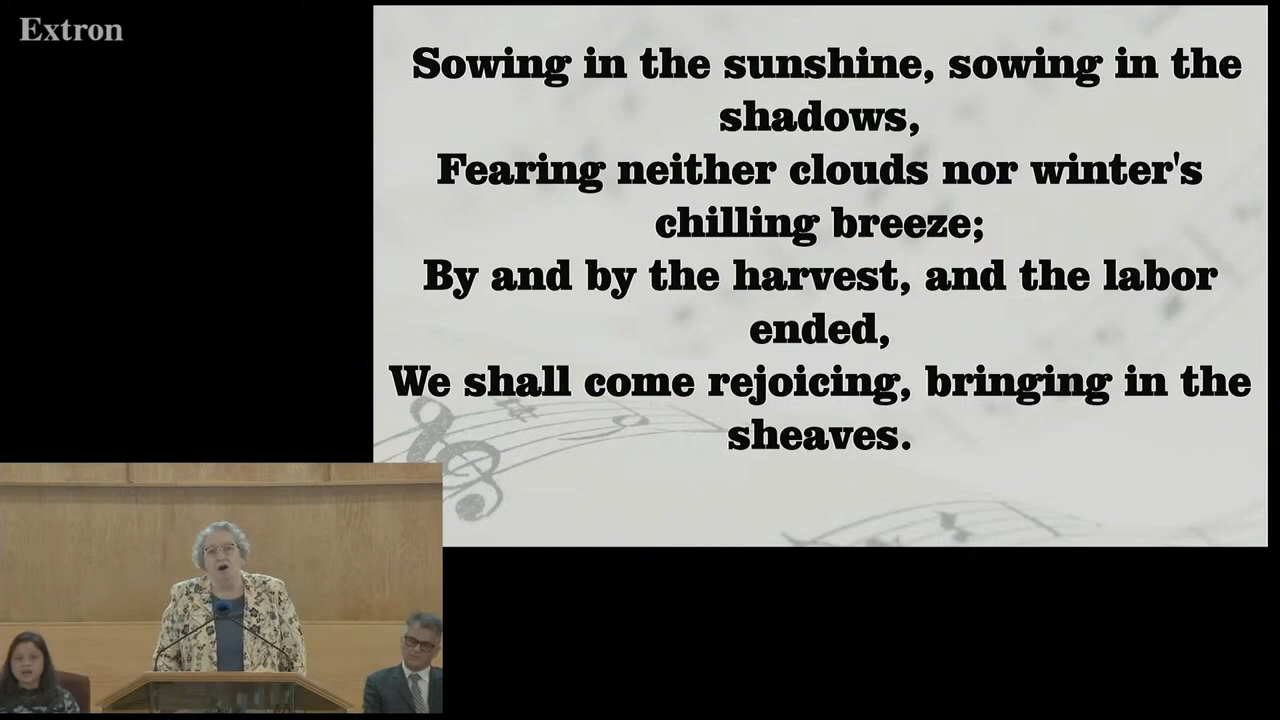 Extron
Sowing in the sunshine, sowing in the
shadows,
Fearing neither clouds nor winter's
chilling breeze;
By and by the harvest, and the labor
ended,
We shall come rejoicing, bringing in the
sheaves.